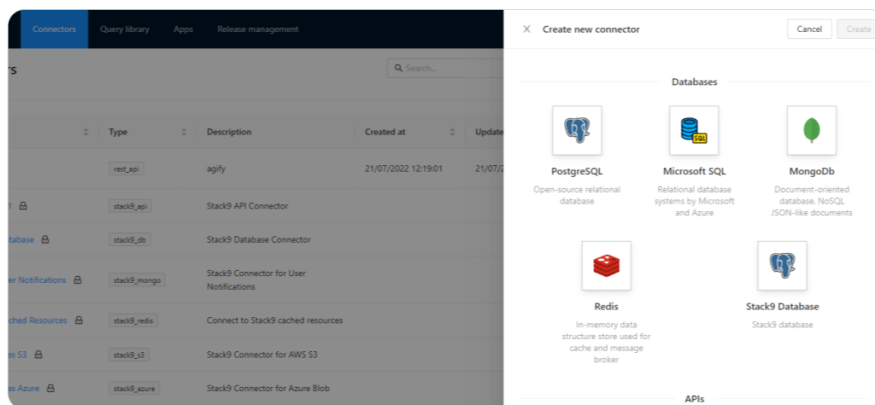 Connectors Query library Apps Release management
Search...
Type Description Created at Update
rest_api agify 21/07/2022 12:19:01 21/07/2
1 stack9_api Stack9 API Connector
tabase stack9_db Stack9 Database Connector
er Notifications stack9_mongo Stack9 Connector for User
Notifications
ched Resources stack9_redis Connect to Stack9 cached resources
s S3 stack9_s3 Stack9 Connector for AWS S3
s Azure stack9_azure Stack9 Connector for Azure Blob
Create new connector Cancel Create
Databases
PostgreSQL
Open-source relational
database
SQL
Microsoft SQL
Relational database
systems by Microsoft
and Azure
MongoDb
Document-oriented
database, NoSQL
JSON-like documents
Redis
In-memory data
structure store used for
cache and message
broker
Stack9 Database
Stack9 database
APIs